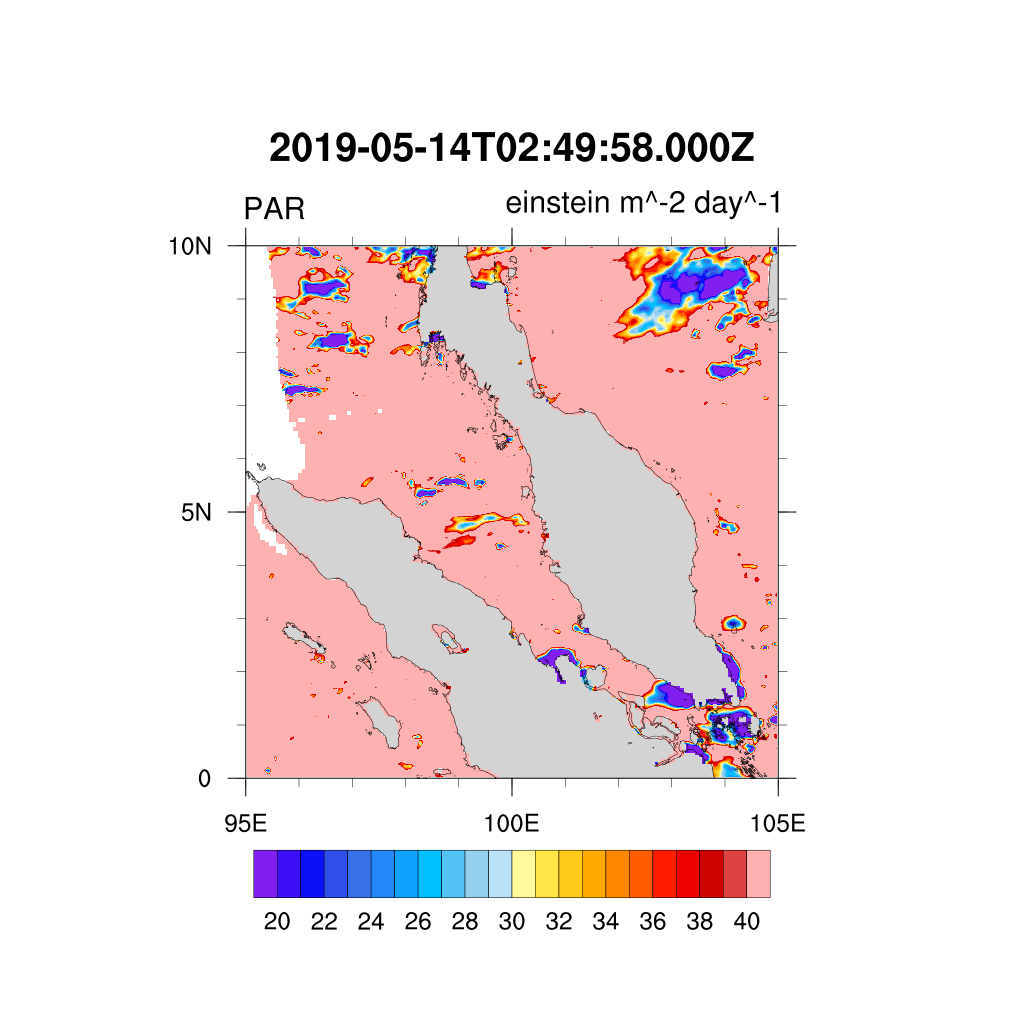 2019-05-14T02:49:58.000Z
PAR einstein m^-2 day^-1
10N
5N
0
95E 100E 105E
20 22 24 26 28 30 32 34 36 38 40